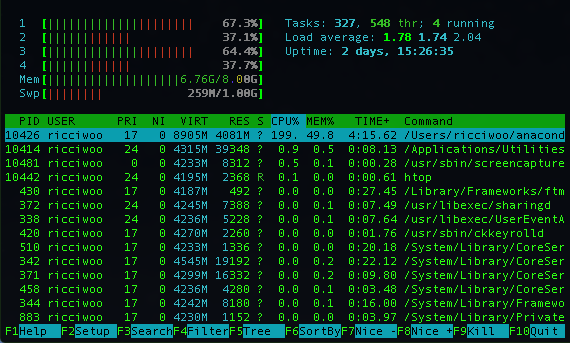 1 [|||||||||||||||||||||||||| 67.3%] Tasks: 327, 548 thr; 4 running
2 [|||||||||||||| 37.1%] Load average: 1.78 1.74 2.04
3 [||||||||||||||||||||||||| 64.4%] Uptime: 2 days, 15:26:35
4 [|||||||||||||| 37.7%]
Mem[||||||||||||||||||||||6.76G/8.00G]
Swp[||||||||| 259M/1.00G]
PID USER PRI NI VIRT RES S CPU% MEM% TIME+ Command
10426 ricciwoo 17 0 8905M 4081M ? 199. 49.8 4:15.62 /Users/ricciwoo/anacond
10414 ricciwoo 24 0 4315M 39348 ? 0.9 0.5 0:08.13 /Applications/Utilities
10481 ricciwoo 0 0 4233M 8312 ? 0.5 0.1 0:00.28 /usr/sbin/screencapture
10442 ricciwoo 24 0 4195M 2368 R 0.1 0.0 0:00.61 htop
430 ricciwoo 17 0 4187M 492 ? 0.0 0.0 0:27.45 /Library/Frameworks/ftm
372 ricciwoo 24 0 4245M 7388 ? 0.0 0.1 0:07.49 /usr/libexec/sharingd
338 ricciwoo 24 0 4236M 5228 ? 0.0 0.1 0:07.64 /usr/libexec/UserEventA
420 ricciwoo 17 0 4270M 2260 ? 0.0 0.0 0:01.76 /usr/sbin/ckkeyrolld
510 ricciwoo 17 0 4233M 1336 ? 0.0 0.0 0:20.18 /System/Library/CoreSer
342 ricciwoo 17 0 4545M 19192 ? 0.0 0.2 0:22.12 /System/Library/CoreSer
371 ricciwoo 17 0 4299M 16332 ? 0.0 0.2 0:09.80 /System/Library/CoreSer
458 ricciwoo 17 0 4236M 4280 ? 0.0 0.1 0:03.48 /System/Library/CoreSer
344 ricciwoo 17 0 4242M 8180 ? 0.0 0.1 0:16.00 /System/Library/Framewo
883 ricciwoo 17 0 4230M 1152 ? 0.0 0.0 0:03.97 /System/Library/Private
F1Help F2Setup F3SearchF4FilterF5Tree F6SortByF7Nice -F8Nice +F9Kill F10Quit